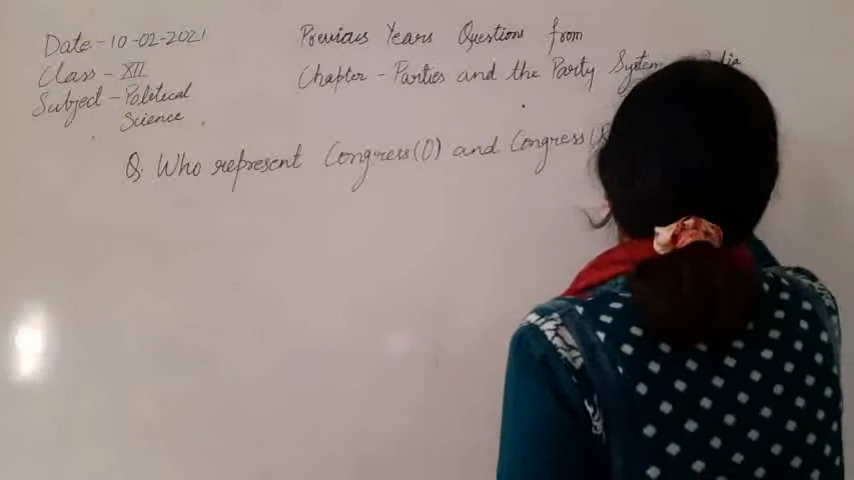 Date-10-02-2021
Class - XII
Subject - Political
Science
Previous Years Questions from
Chapter - Parties and the Party System
Q. Who represent Congress(O) and Congress(R